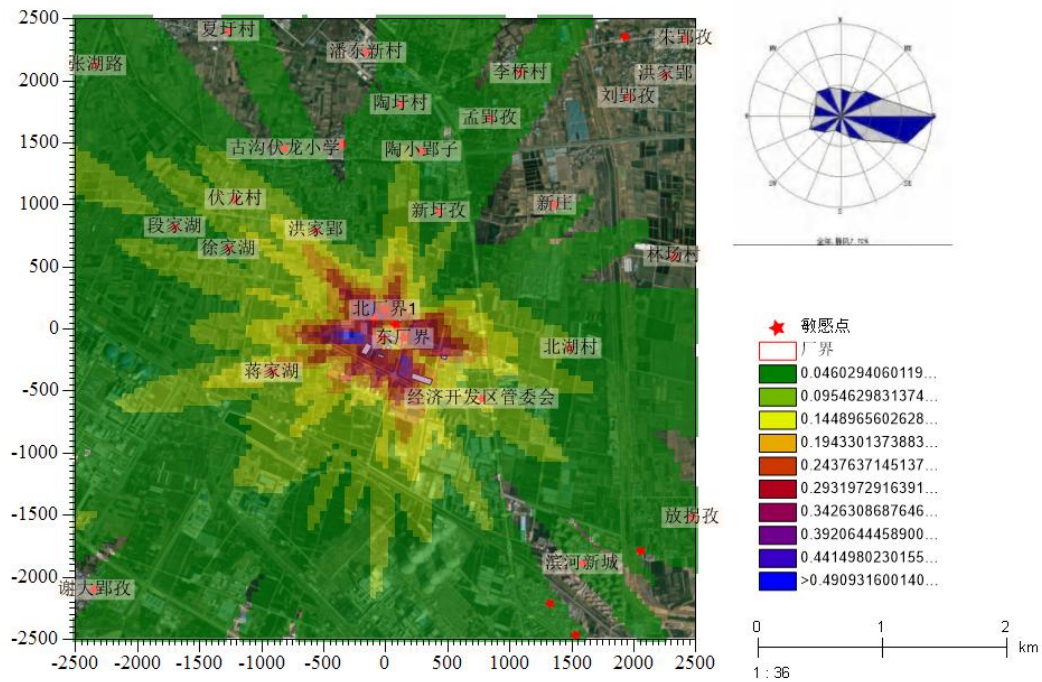 2500
2000
1500
1000
500
0
-500
-1000
-1500
-2000
-2500
-2500
-2000
-1500
-1000
-500
0
500
1000
1500
2000
2500
夏圩村
潘东新村
朱郢孜
张湖路
李桥村
洪家郢
刘郢孜
陶圩村
孟郢孜
古沟伏龙小学
陶小郢子
伏龙村
新圩孜
新庄
段家湖
洪家郢
徐家湖
林场村
北厂界1
东厂界
北湖村
蒋家湖
经济开发区管委会
放拐孜
滨河新城
谢大郢孜
N
NE
E
SE
S
SW
W
NW
敏感点
厂界
0.0460294060119...
0.0954629831374...
0.1448965602628...
0.1943301373883...
0.2437637145137...
0.2931972916391...
0.3426308687646...
0.3920644458900...
0.4414980230155...
>0.490931600140...
0
1
2
km
1 : 36